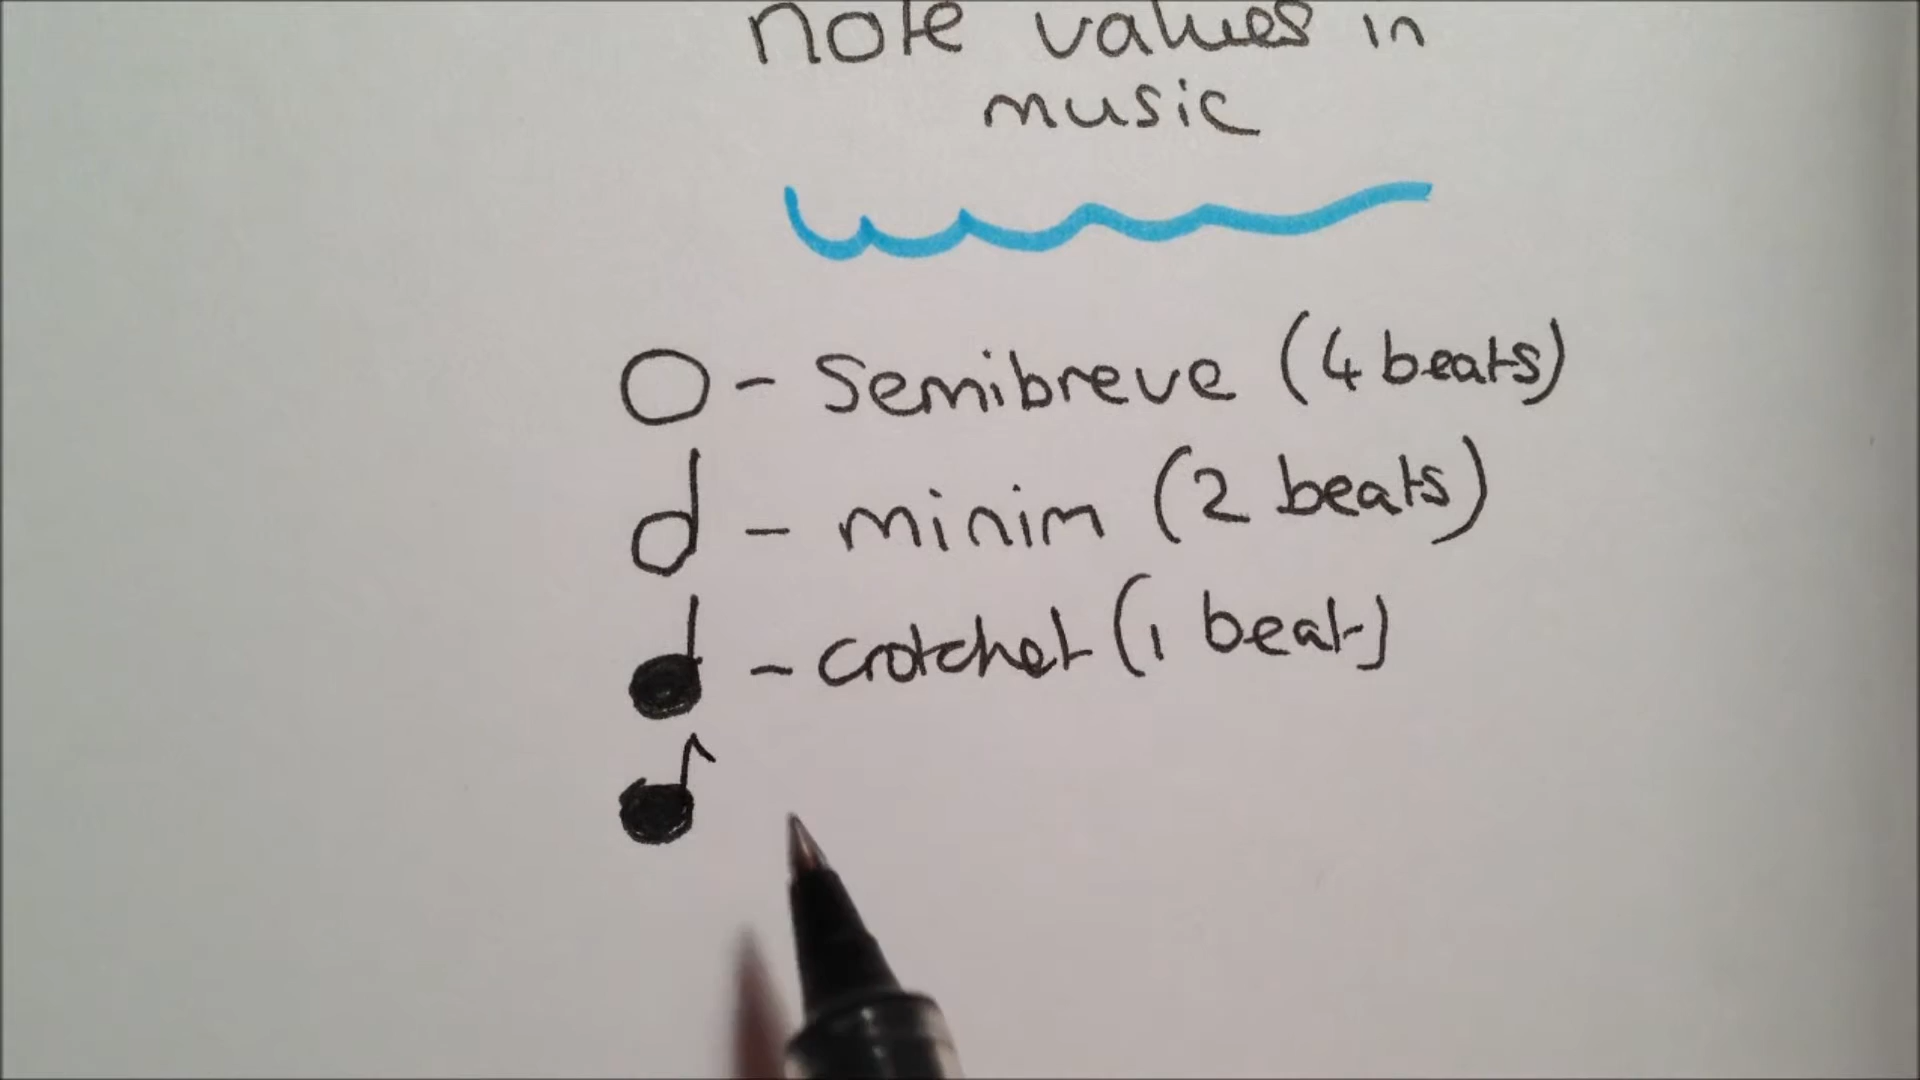 note values in
music
- Semibreve (4 beats)
- minim (2 beats)
- crotchet (1 beat)